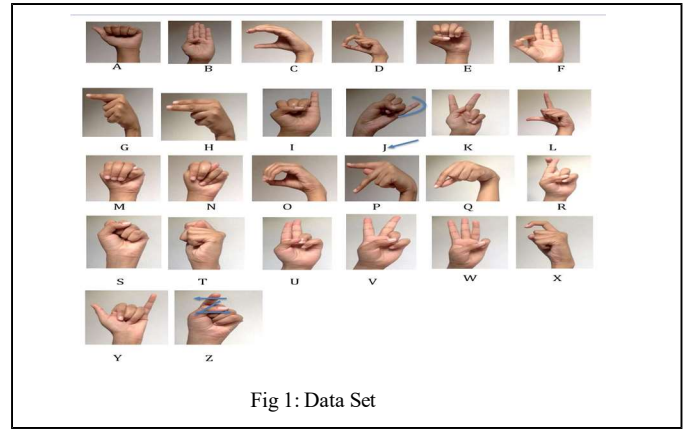 A B C D E F
G H I J K L
M N O P Q R
S T U V W X
Y Z
Fig 1: Data Set